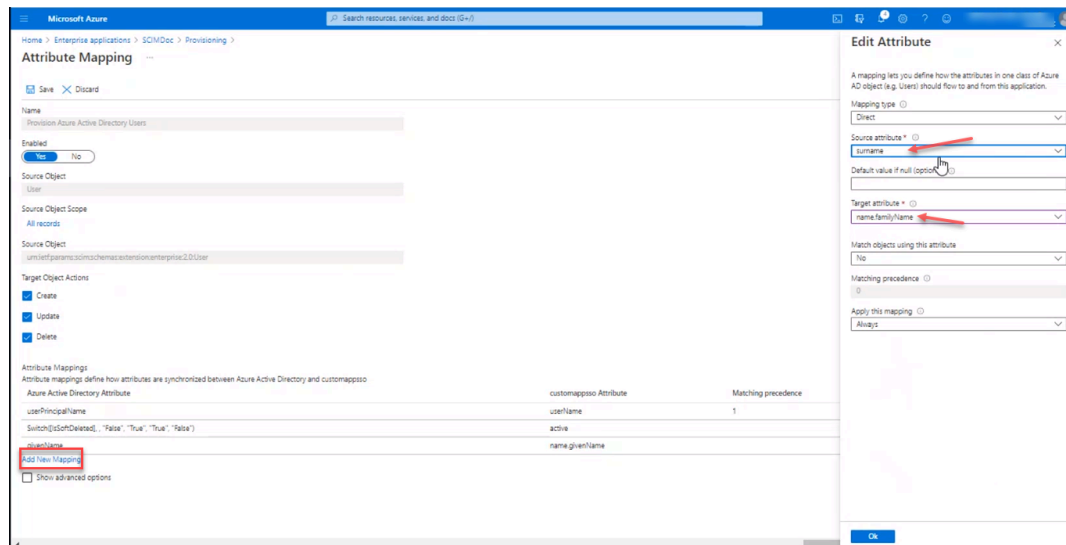 Microsoft Azure
Search resources, services, and docs (G+/)
4
Home > Enterprise applications > SCIMDoc > Provisioning >
Attribute Mapping ...
Save Discard
Name
Provision Azure Active Directory Users
Enabled
Yes No
Source Object
User
Source Object Scope
All records
Source Object
urn:ietf:params:scim:schemas:extension:enterprise:2.0:User
Target Object Actions
Create
Update
Delete
Attribute Mappings
Attribute mappings define how attributes are synchronized between Azure Active Directory and customappsso
Azure Active Directory Attribute customappsso Attribute Matching precedence
userPrincipalName userName 1
Switch([IsSoftDeleted], , "False", "True", "True", "False") active
givenName name.givenName
Add New Mapping
Show advanced options
Edit Attribute
A mapping lets you define how the attributes in one class of Azure
AD object (e.g. Users) should flow to and from this application.
Mapping type
Direct
Source attribute *
surname
Default value if null (option
Target attribute *
name.familyName
Match objects using this attribute
No
Matching precedence
0
Apply this mapping
Always
Ok